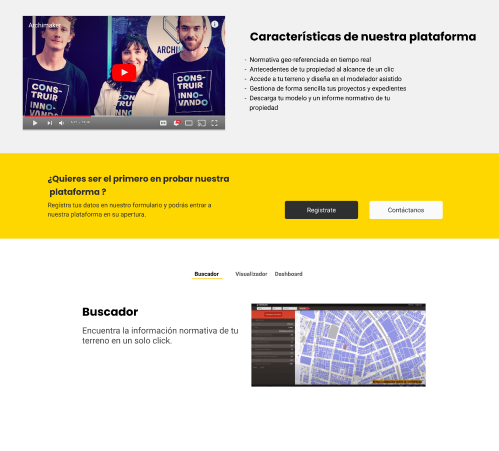 Archimaker
CONS-
TRUIR
INNO-
VANDO
CONS-
TRUIR
INNO-
VANDO
Características de nuestra plataforma
- Normativa geo-referenciada en tiempo real
- Antecedentes de tu propiedad al alcance de un clic
- Accede a tu terreno y diseña en el modelador asistido
- Gestiona de forma sencilla tus proyectos y expedientes
- Descarga tu modelo y un informe normativo de tu
propiedad
¿Quieres ser el primero en probar nuestra
plataforma ?
Registra tus datos en nuestro formulario y podrás entrar a
nuestra plataforma en su apertura.
Registrate
Contáctanos
Buscador
Visualizador
Dashboard
Buscador
Encuentra la información normativa de tu
terreno en un solo click.